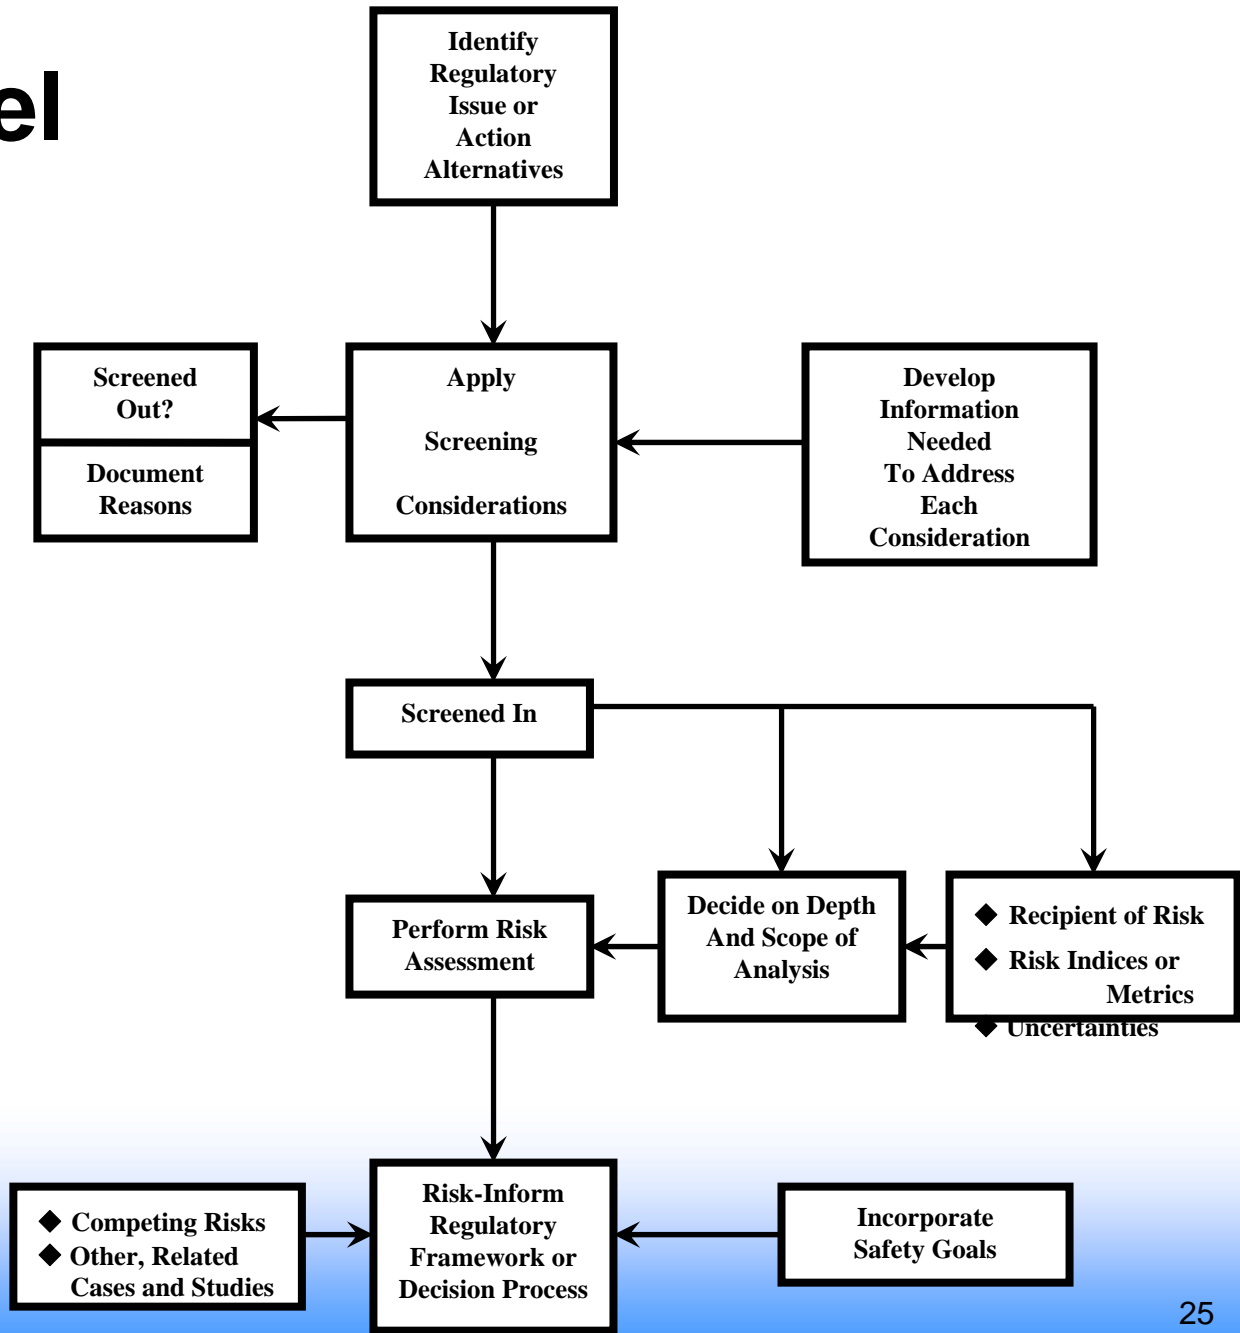 el
Identify
Regulatory
Issue or
Action
Alternatives
Screened
Out?
Document
Reasons
Apply
Screening
Considerations
Develop
Information
Needed
To Address
Each
Consideration
Screened In
Perform Risk
Assessment
Decide on Depth
And Scope of
Analysis
◆ Recipient of Risk
◆ Risk Indices or
Metrics
◆ Uncertainties
◆ Competing Risks
◆ Other, Related
Cases and Studies
Risk-Inform
Regulatory
Framework or
Decision Process
Incorporate
Safety Goals
25